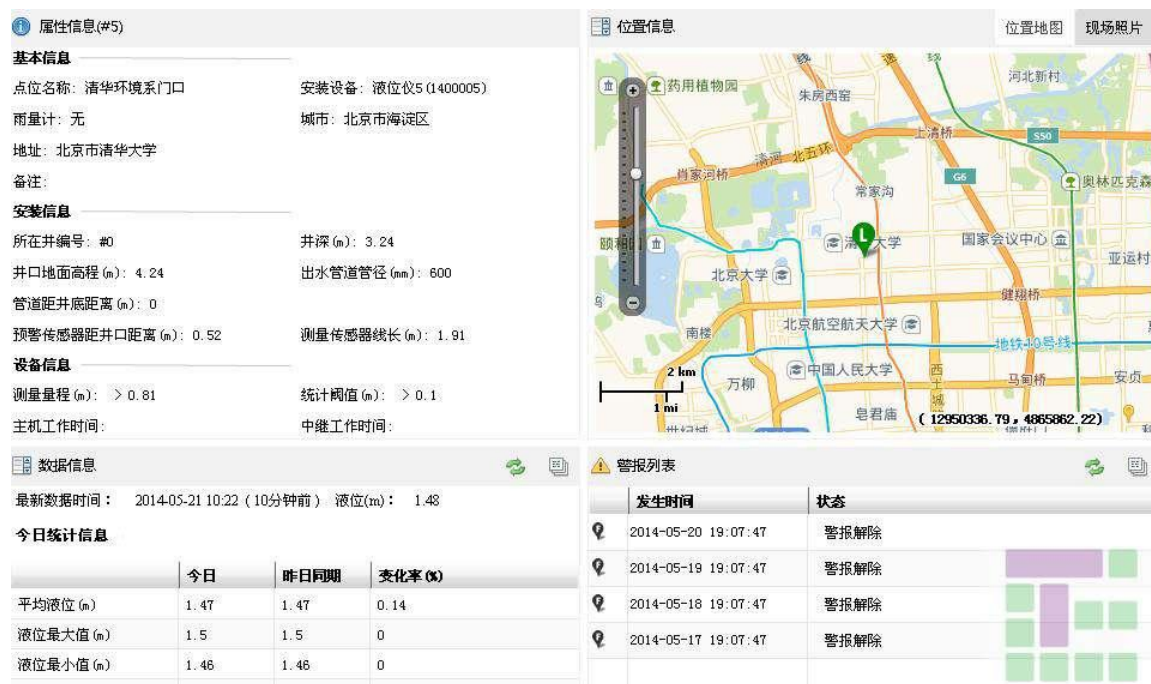 属性信息(#5)
基本信息
点位名称: 清华环境系门口 安装设备: 液位仪5(1400005)
雨量计: 无 城市: 北京市海淀区
地址: 北京市清华大学
备注:
安装信息
所在井编号: #0 井深(m): 3.24
井口地面高程(m): 4.24 出水管道管径(mm): 600
管道距井底距离(m): 0
预警传感器距井口距离(m): 0.52 测量传感器线长(m): 1.91
设备信息
测量量程(m): >0.81 统计阀值(m): >0.1
主机工作时间: 中继工作时间:
位置信息 位置地图 现场照片
药用植物园
朱房西窑
河北新村
上清桥
S50
清河
北五环
肖家河桥
G6
常家沟
奥林匹克森
L
清 大学
国家会议中心
亚运村
北京大学
健翔桥
南楼
北京航空航天大学
地铁10号线
2 km
万柳
中国人民大学
西土城
马甸桥
安贞
1 mi
皂君庙
(12950336.79, 4865862.22)
数据信息
最新数据时间: 2014-05-21 10:22 (10分钟前) 液位(m): 1.48
今日统计信息
今日 昨日同期 变化率(%)
平均液位(m) 1.47 1.47 0.14
液位最大值(m) 1.5 1.5 0
液位最小值(m) 1.46 1.46 0
警报列表
发生时间 状态
2014-05-20 19:07:47 警报解除
2014-05-19 19:07:47 警报解除
2014-05-18 19:07:47 警报解除
2014-05-17 19:07:47 警报解除